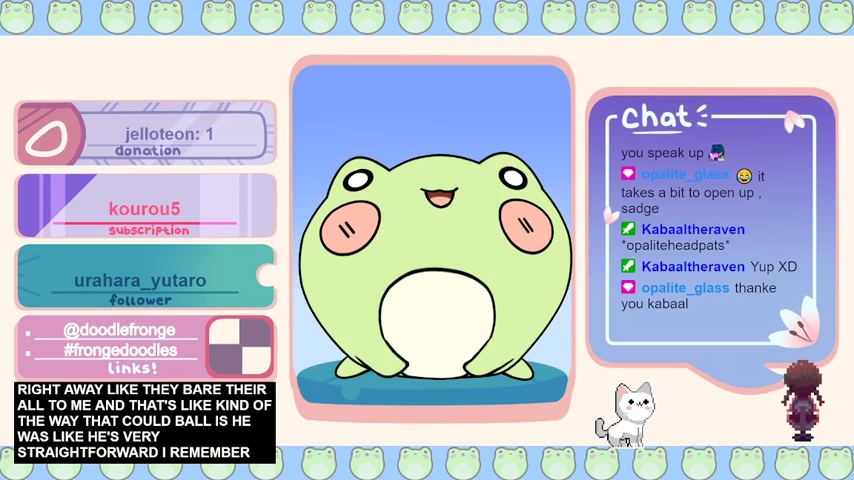 jelloteon: 1
donation
kourou5
subscription
urahara_yutaro
follower
@doodlefronge
#frongedoodles
links!
RIGHT AWAY LIKE THEY BARE THEIR
ALL TO ME AND THAT'S LIKE KIND OF
THE WAY THAT COULD BALL IS HE
WAS LIKE HE'S VERY
STRAIGHTFORWARD I REMEMBER
Chat
you speak up
opalite_glass 😂 it
takes a bit to open up ,
sadge
Kabaaltheraven
*opaliteheadpats*
Kabaaltheraven Yup XD
opalite_glass thanke
you kabaal